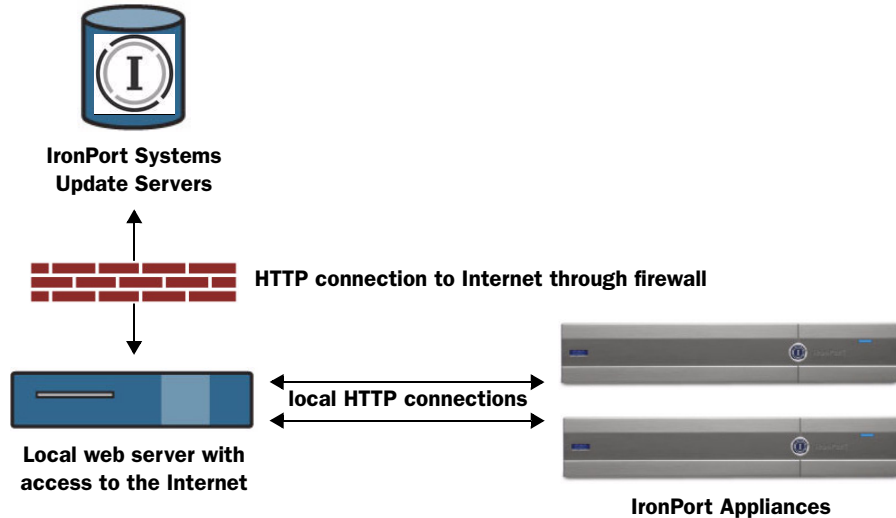 I
IronPort Systems
Update Servers
HTTP connection to Internet through firewall
local HTTP connections
Local web server with
access to the Internet
IronPort Appliances